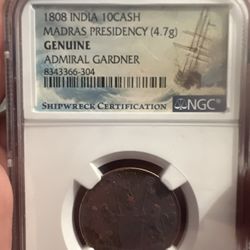 1808 INDIA 10CASH
MADRAS PRESIDENCY (4.7g)
GENUINE
ADMIRAL GARDNER
8343366-304
SHIPWRECK CERTIFICATION
NGC